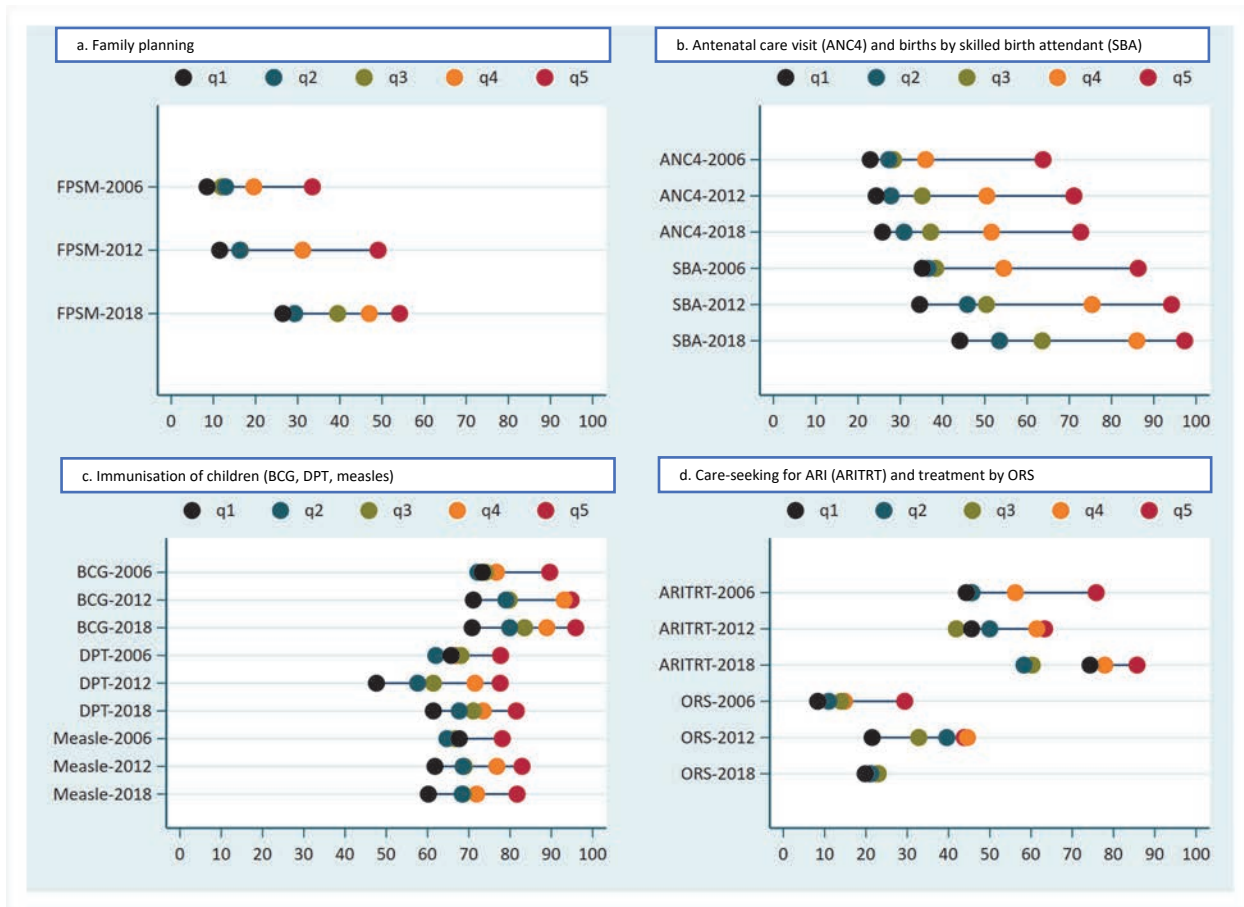 a. Family planning
q1 q2 q3 q4 q5
FPSM-2006
FPSM-2012
FPSM-2018
0 10 20 30 40 50 60 70 80 90 100
b. Antenatal care visit (ANC4) and births by skilled birth attendant (SBA)
q1 q2 q3 q4 q5
ANC4-2006
ANC4-2012
ANC4-2018
SBA-2006
SBA-2012
SBA-2018
0 10 20 30 40 50 60 70 80 90 100
c. Immunisation of children (BCG, DPT, measles)
q1 q2 q3 q4 q5
BCG-2006
BCG-2012
BCG-2018
DPT-2006
DPT-2012
DPT-2018
Measle-2006
Measle-2012
Measle-2018
0 10 20 30 40 50 60 70 80 90 100
d. Care-seeking for ARI (ARITRT) and treatment by ORS
q1 q2 q3 q4 q5
ARITRT-2006
ARITRT-2012
ARITRT-2018
ORS-2006
ORS-2012
ORS-2018
0 10 20 30 40 50 60 70 80 90 100